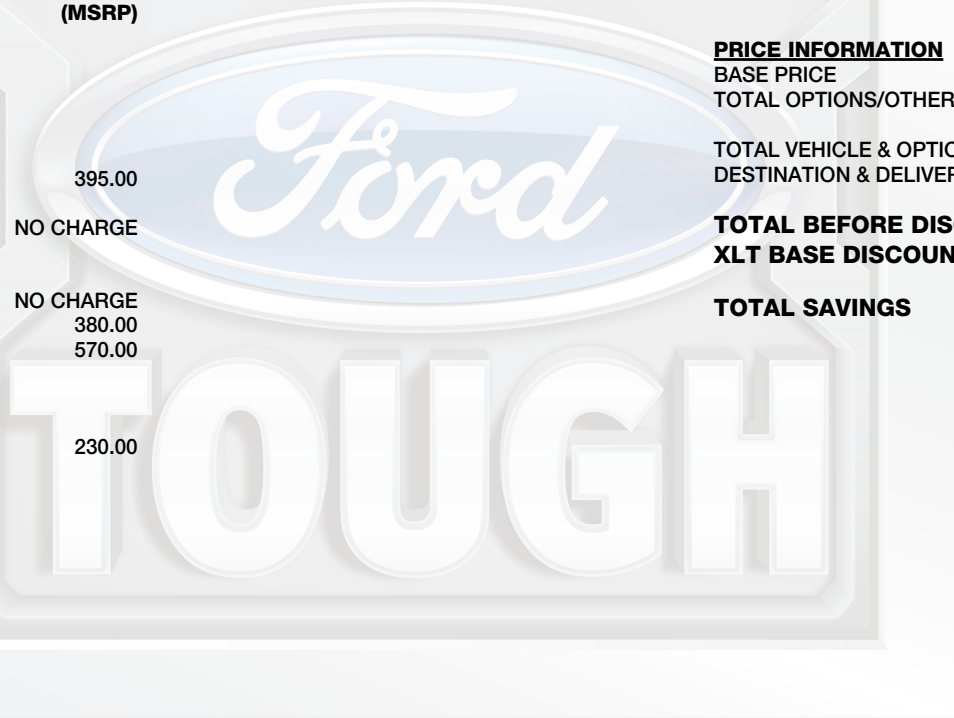 (MSRP)
395.00
NO CHARGE
NO CHARGE
380.00
570.00
230.00
PRICE INFORMATION
BASE PRICE
TOTAL OPTIONS/OTHER
TOTAL VEHICLE & OPTIO
DESTINATION & DELIVER
TOTAL BEFORE DIS
XLT BASE DISCOUN
TOTAL SAVINGS
Ford
TOUGH